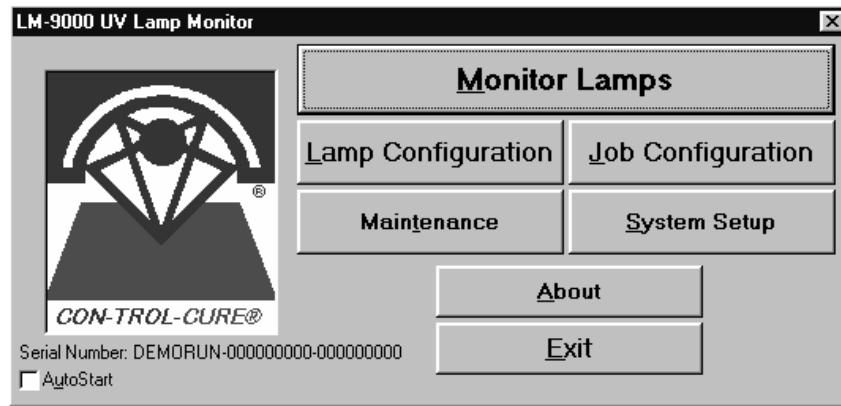 LM-9000 UV Lamp Monitor
Monitor Lamps
Lamp Configuration
Job Configuration
Maintenance
System Setup
About
Exit
®
CON-TROL-CURE®
Serial Number: DEMORUN-000000000-000000000
AutoStart